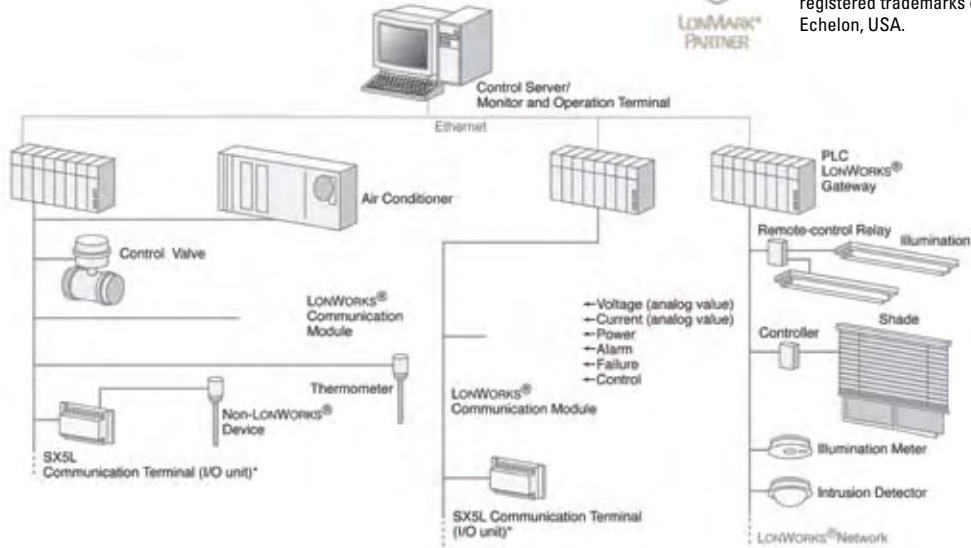 registered trademarks o
Echelon, USA.
LONMARK®
PARTNER
Control Server/
Monitor and Operation Terminal
Ethernet
PLC
LONWORKS®
Gateway
Air Conditioner
Remote-control Relay
Illumination
Control Valve
LONWORKS®
Communication
Module
←Voltage (analog value)
←Current (analog value)
←Power
←Alarm
←Failure
←Control
Controller
Shade
Thermometer
Non-LONWORKS®
Device
LONWORKS®
Communication Module
SX5L
Communication Terminal (I/O unit)*
Illumination Meter
SX5L Communication Terminal
(I/O unit)*
Intrusion Detector
LONWORKS®Network